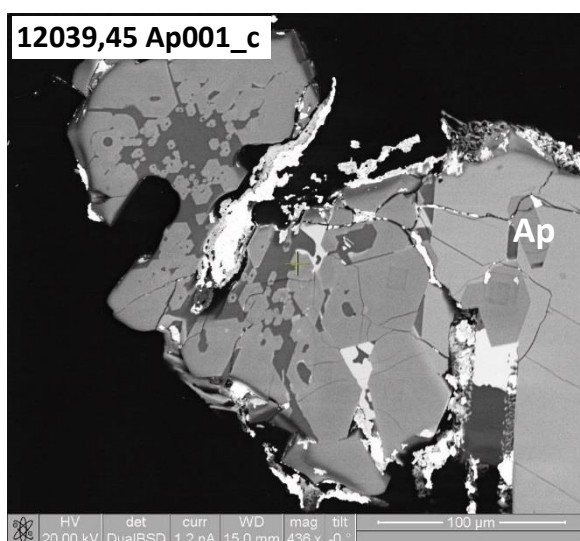 12039,45 Ap001_c
Ap
HV det curr WD mag tilt 100 µm
20.00 kV DualBSD 1.2 nA 15.0 mm 436 x -0 °